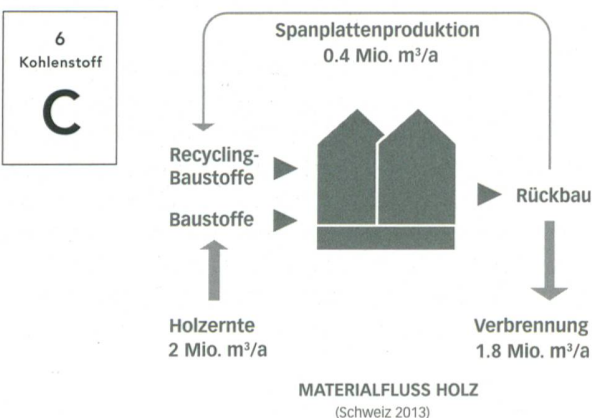 6
Kohlenstoff
C
Spanplattenproduktion
0.4 Mio. m³/a
Recycling-
Baustoffe
Baustoffe
Rückbau
Holzernte
2 Mio. m³/a
Verbrennung
1.8 Mio. m³/a
MATERIALFLUSS HOLZ
(Schweiz 2013)